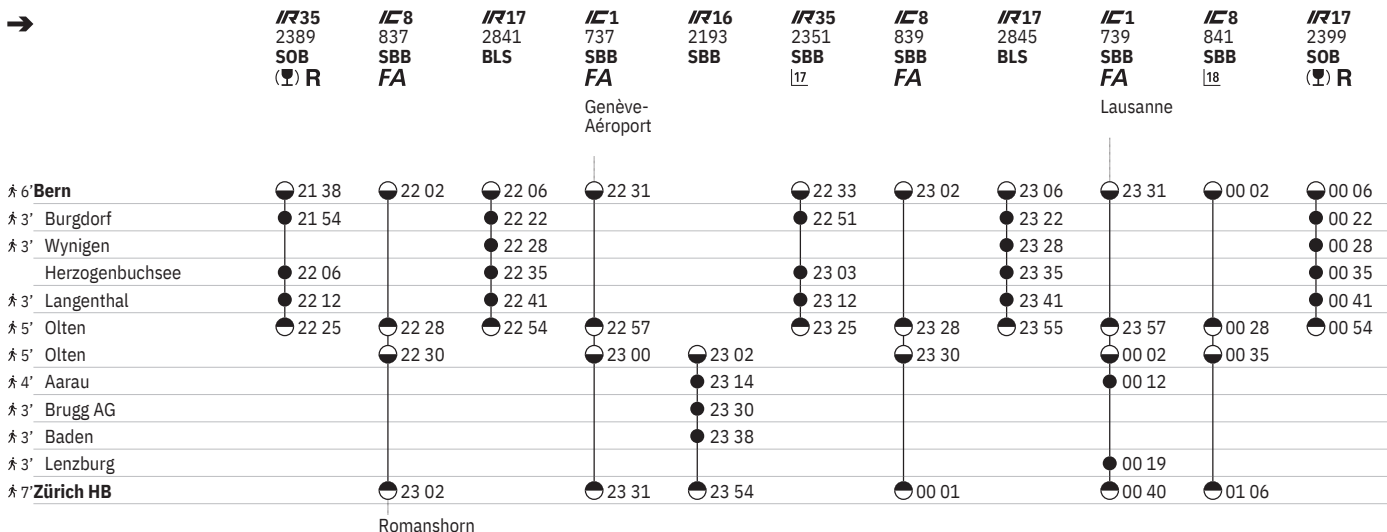 IR35 IC8 IR17 IC1 IR16 IR35 IC8 IR17 IC1 IC8 IR17
2389 837 2841 737 2193 2351 839 2845 739 841 2399
SOB SBB BLS SBB SBB SBB SBB BLS SBB SBB SOB
R FA FA 17 FA FA 18 R
Genève- Lausanne
Aéroport
6' Bern 21 38 22 02 22 06 22 31 22 33 23 02 23 06 23 31 00 02 00 06
3' Burgdorf 21 54 22 22 22 51 23 22 00 22
3' Wynigen 22 28 23 28 00 28
Herzogenbuchsee 22 06 22 35 23 03 23 35 00 35
3' Langenthal 22 12 22 41 23 12 23 41 00 41
5' Olten 22 25 22 28 22 54 22 57 23 25 23 28 23 55 23 57 00 28 00 54
5' Olten 22 30 23 00 23 02 23 30 00 02 00 35
4' Aarau 23 14 00 12
3' Brugg AG 23 30
3' Baden 23 38
3' Lenzburg 00 19
7' Zürich HB 23 02 23 31 23 54 00 01 00 40 01 06
Romanshorn